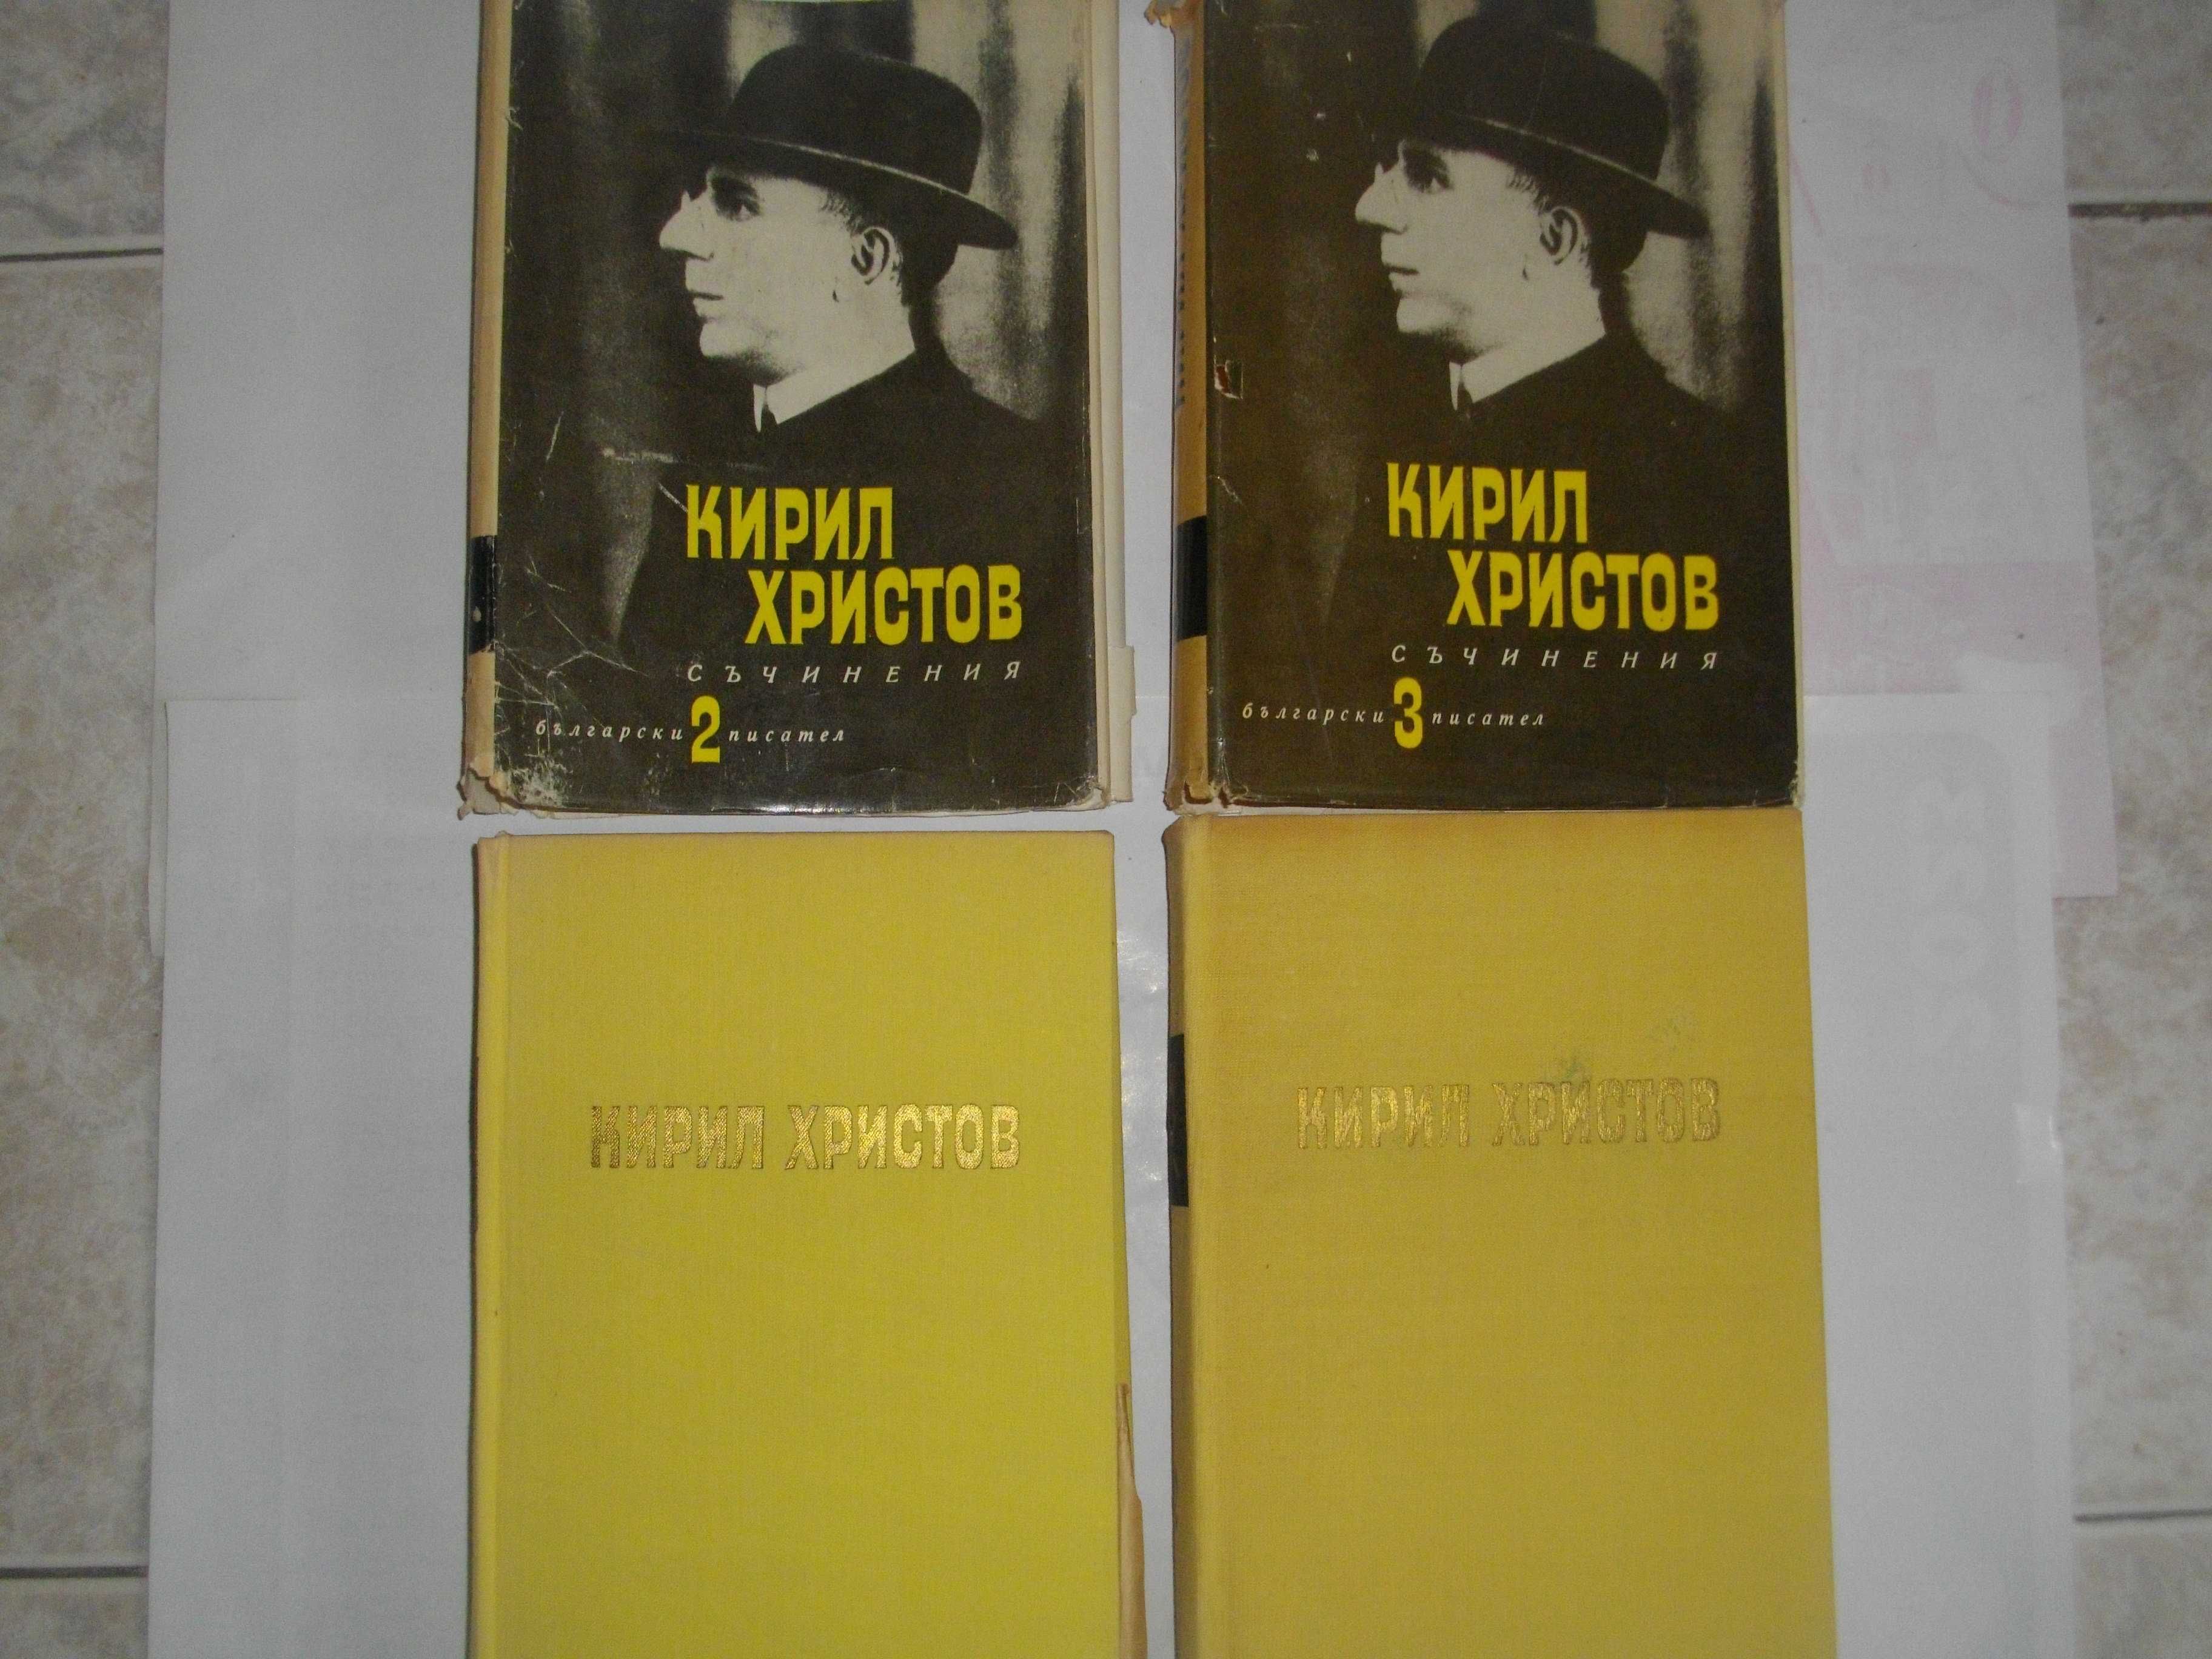 КИРИЛ
ХРИСТОВ
СЪЧИНЕНИЯ
български 2 писател
КИРИЛ
ХРИСТОВ
СЪЧИНЕНИЯ
български 3 писател
КИРИЛ ХРИСТОВ
КИРИЛ ХРИСТОВ